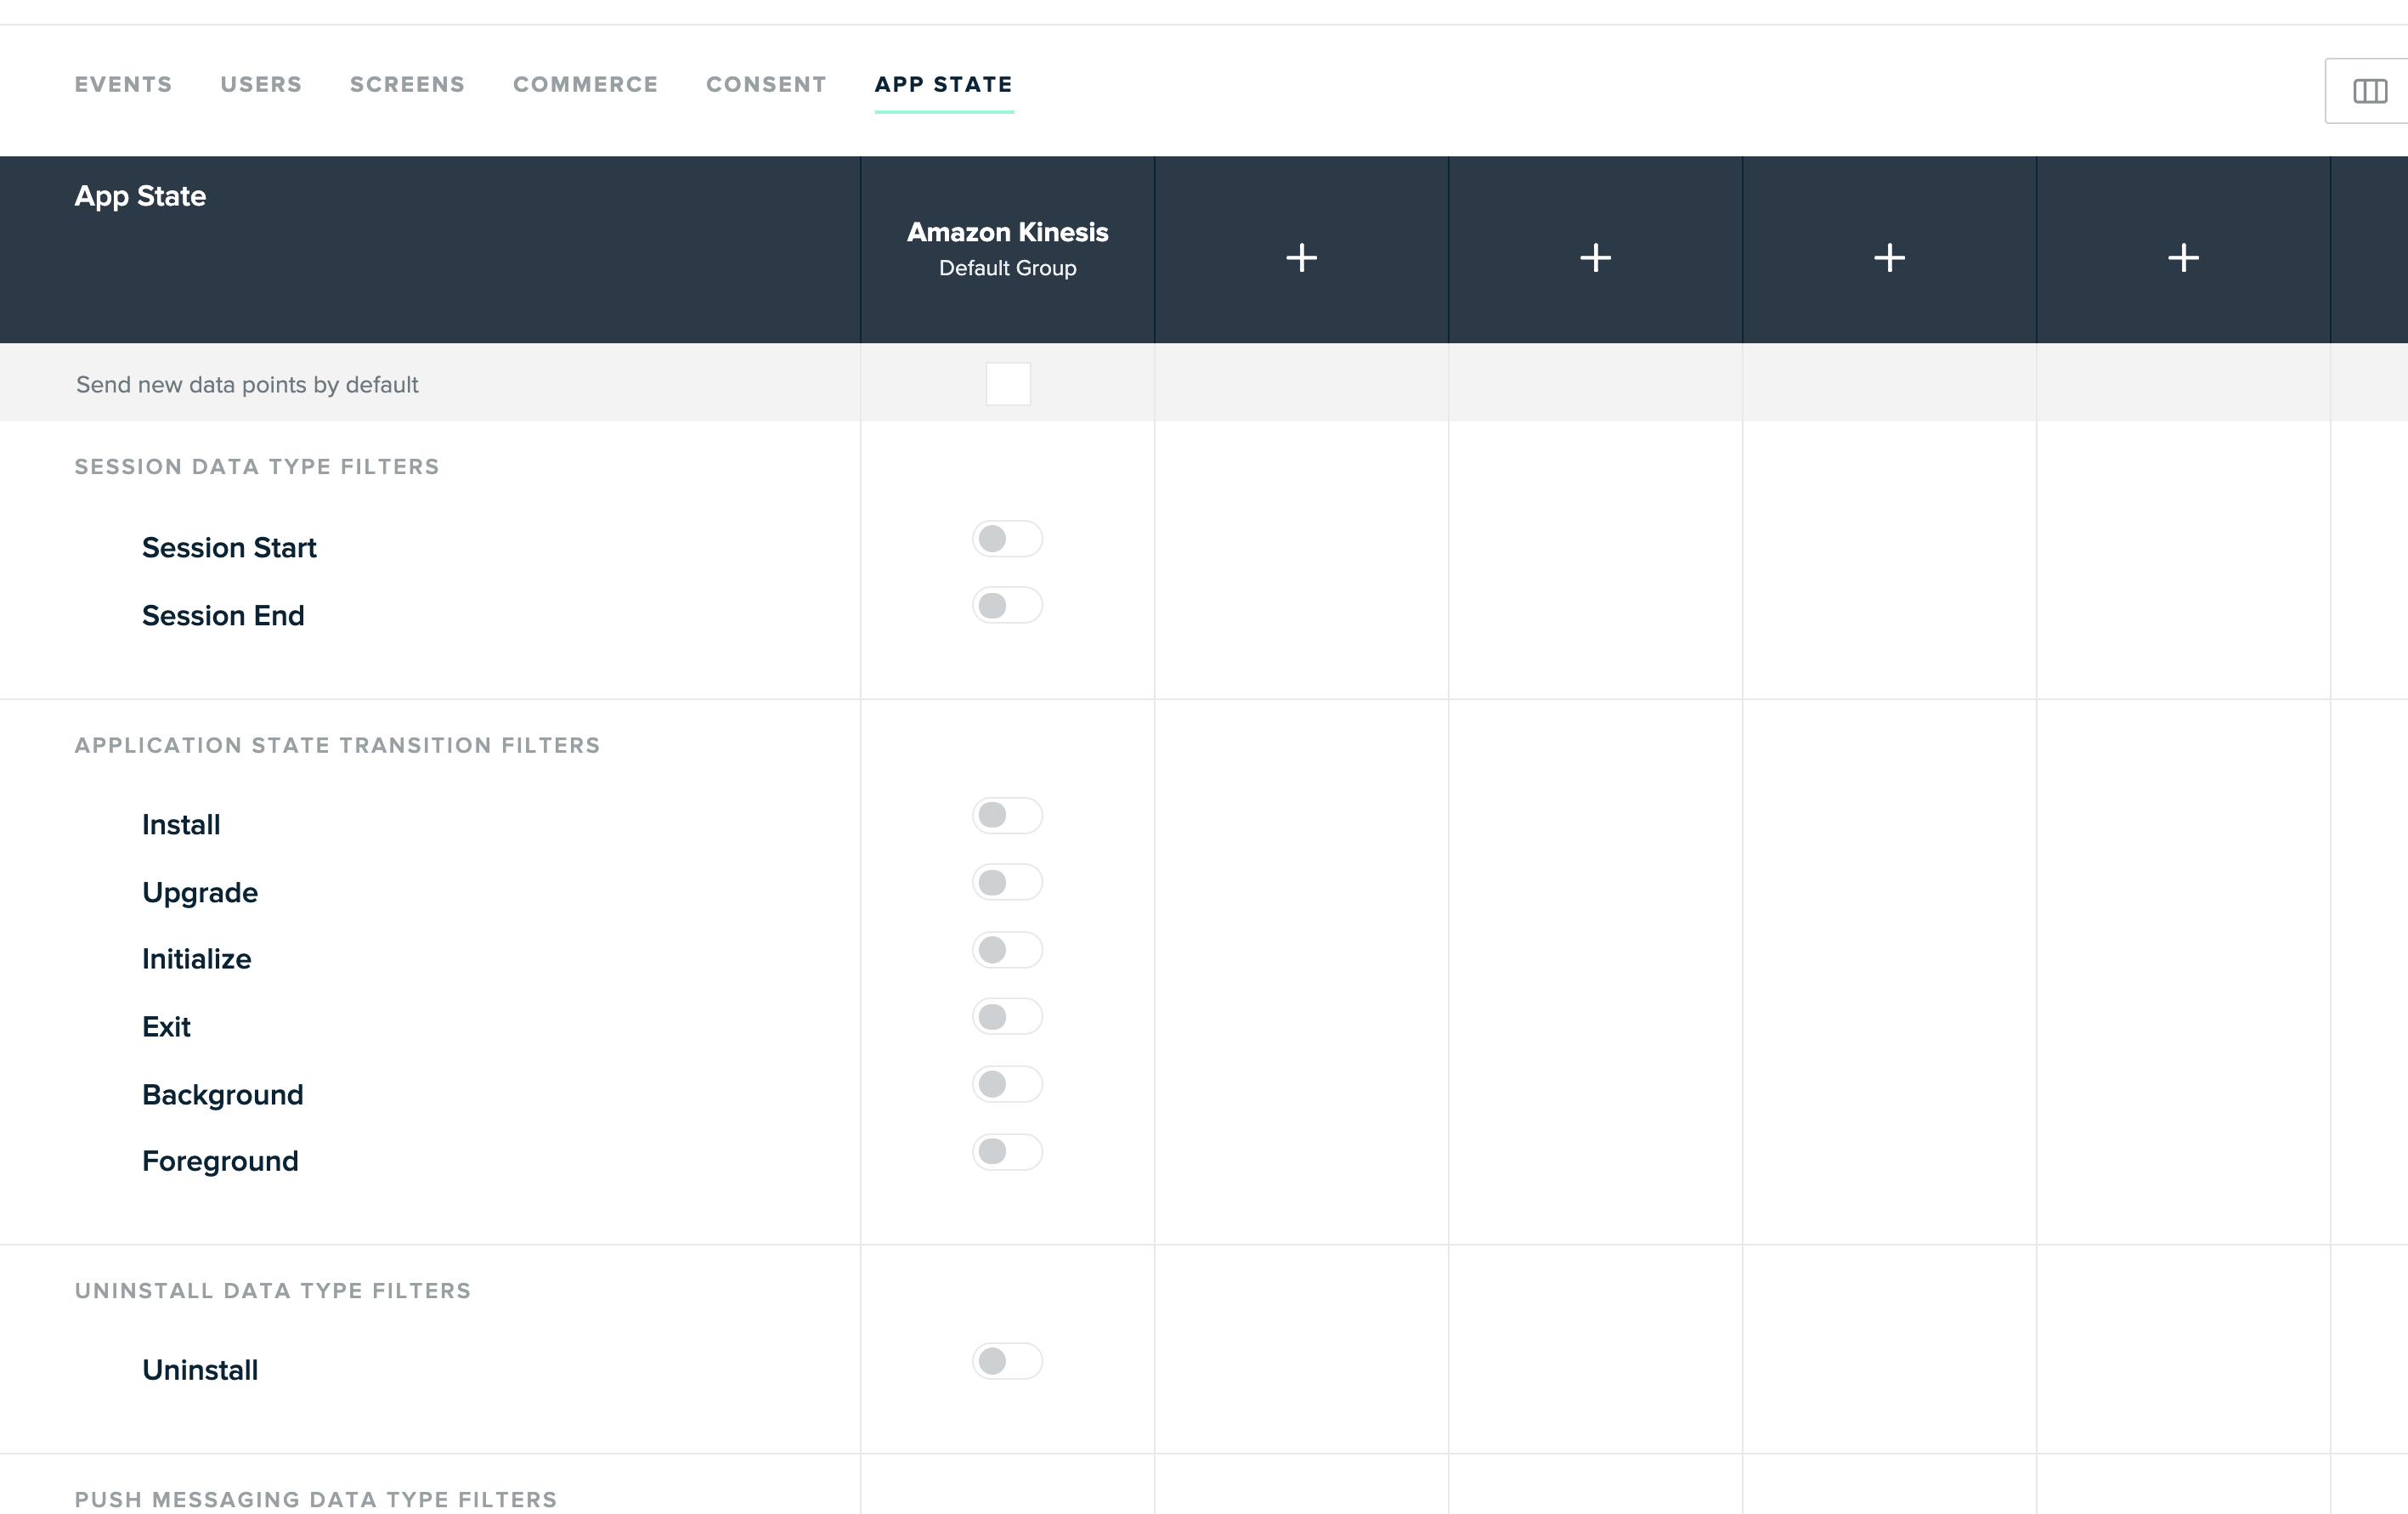 EVENTS USERS SCREENS COMMERCE CONSENT APP STATE
App State
Amazon Kinesis
Default Group
Send new data points by default
SESSION DATA TYPE FILTERS
Session Start
Session End
APPLICATION STATE TRANSITION FILTERS
Install
Upgrade
Initialize
Exit
Background
Foreground
UNINSTALL DATA TYPE FILTERS
Uninstall
PUSH MESSAGING DATA TYPE FILTERS